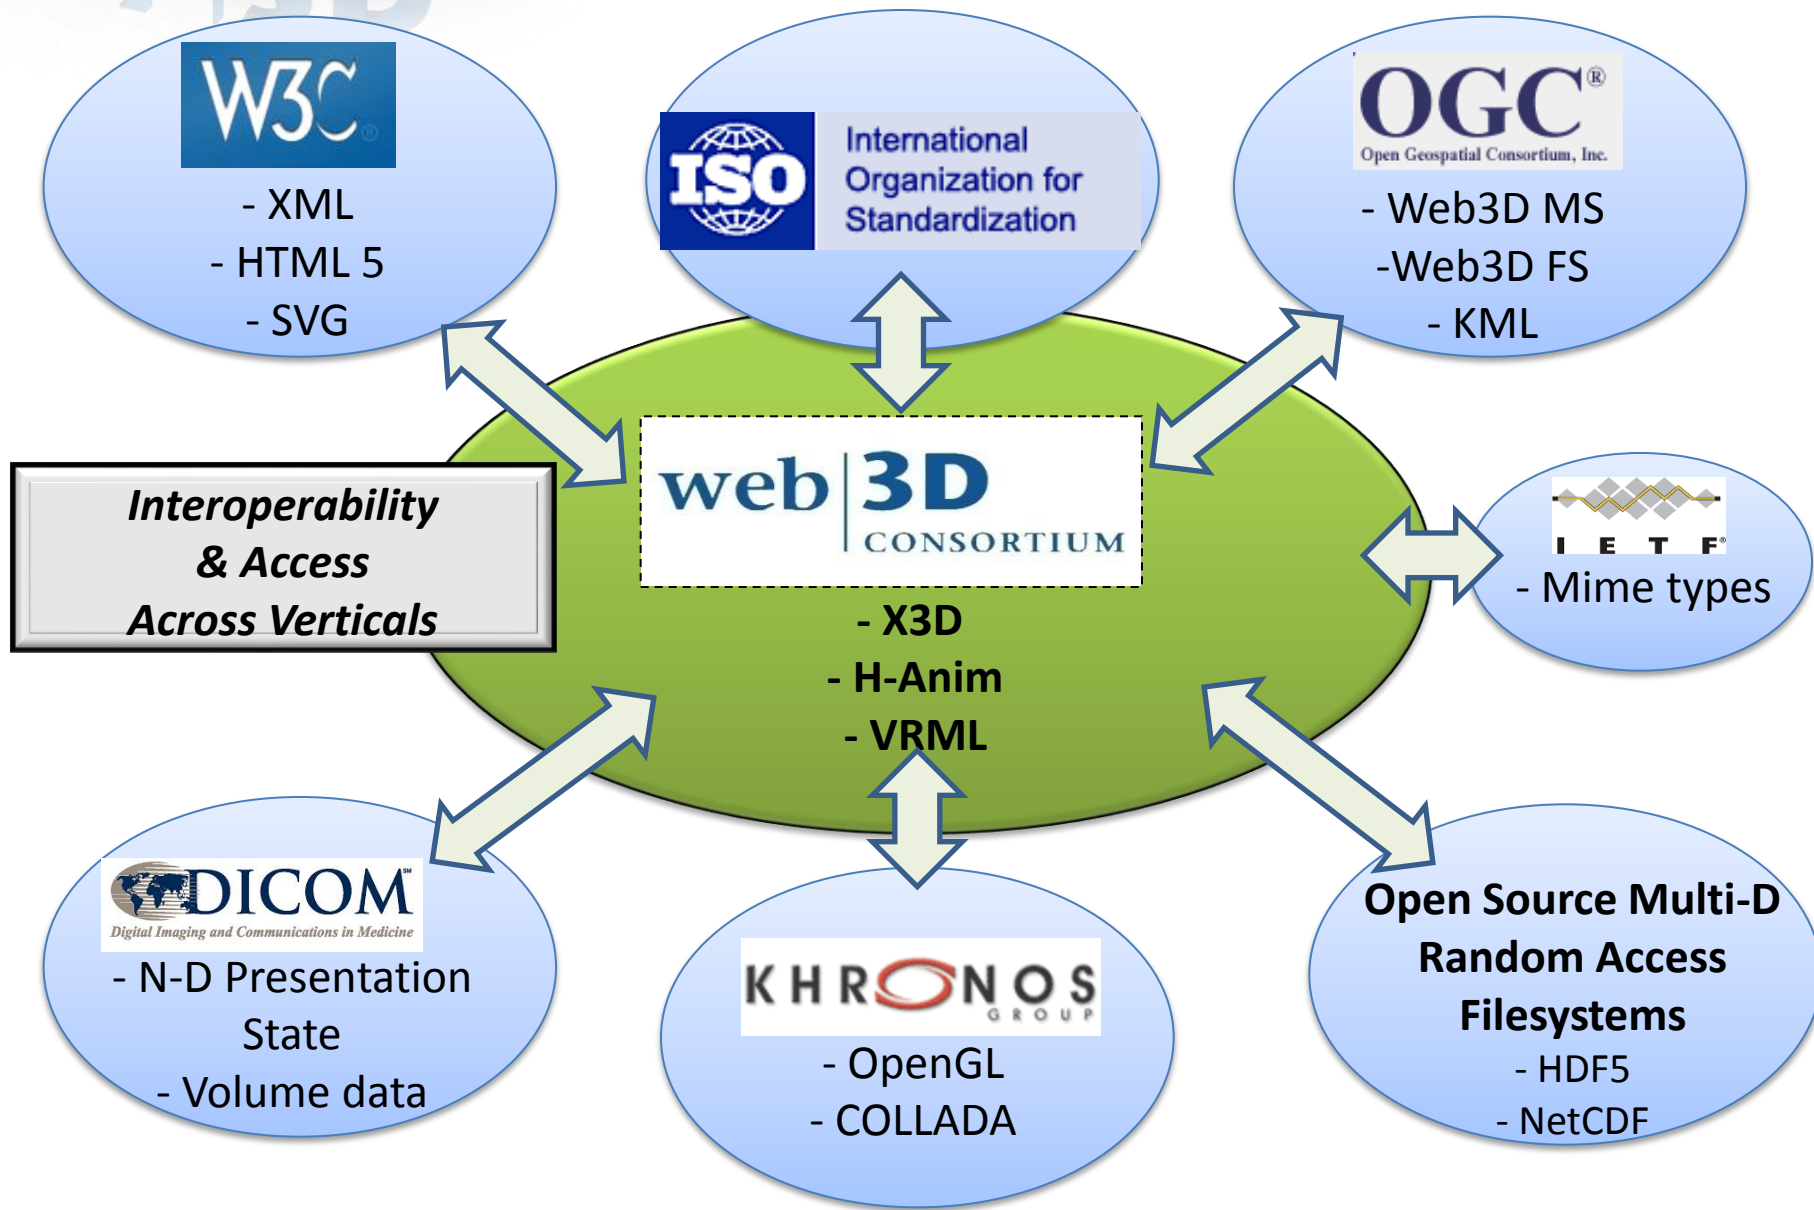 3D
W3C®
- XML
- HTML 5
- SVG
ISO
International
Organization for
Standardization
OGC®
Open Geospatial Consortium, Inc.
- Web3D MS
-Web3D FS
- KML
Interoperability
& Access
Across Verticals
web 3D
CONSORTIUM
- X3D
- H-Anim
- VRML
I E T F®
- Mime types
DICOM SM
Digital Imaging and Communications in Medicine
- N-D Presentation
State
- Volume data
KHRONOS
GROUP
- OpenGL
- COLLADA
Open Source Multi-D
Random Access
Filesystems
- HDF5
- NetCDF